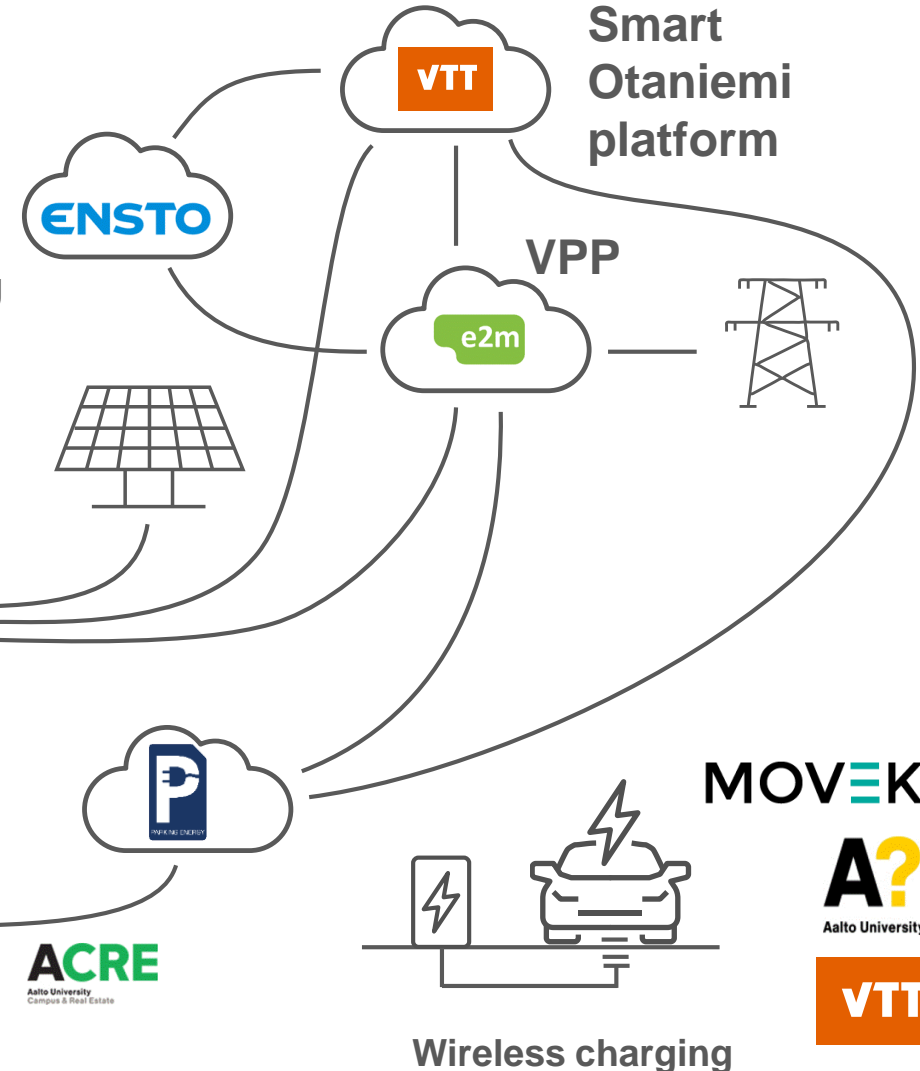 Smart
Otaniemi
platform
VTT
ENSTO
VPP
e2m
P
PARKING ENERGY
MOVEK
A?
Aalto University
ACRE
Aalto University
Campus & Real Estate
VTT
Wireless charging